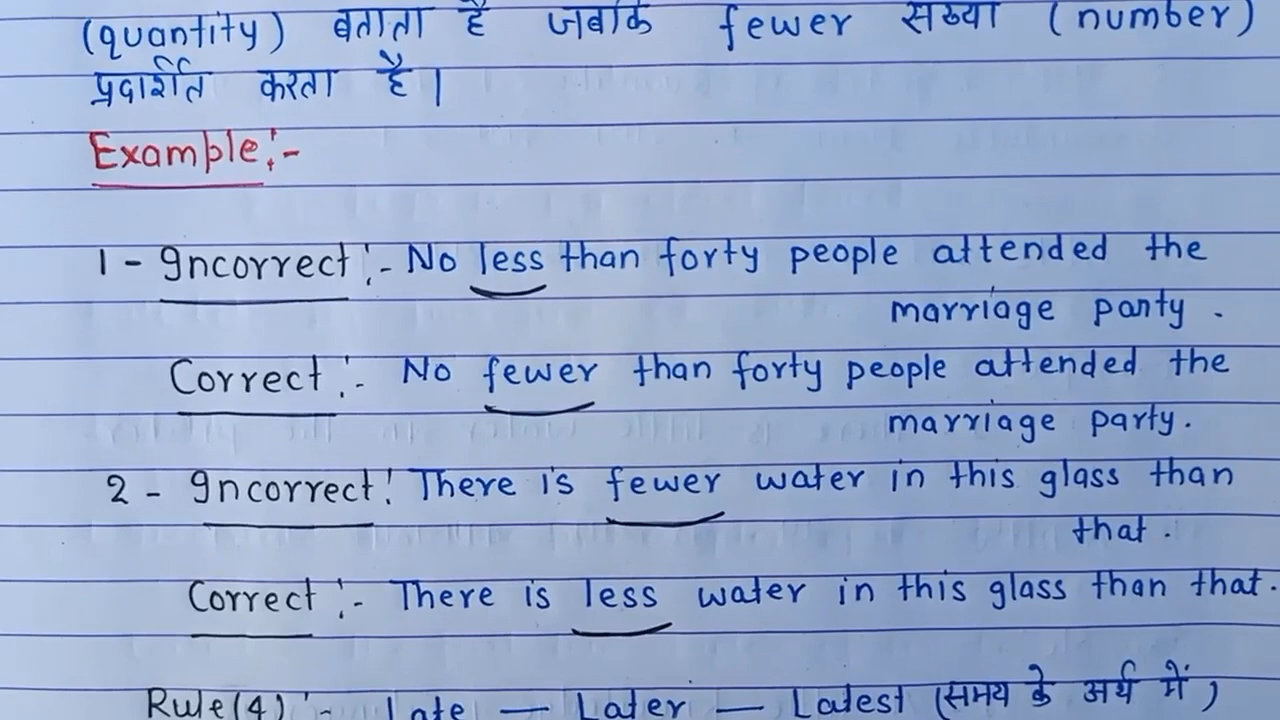 (quantity) बताता है जबकि fewer संख्या (number)
प्रदर्शित करता है।
Example:-
1 - Incorrect:- No less than forty people attended the
marriage party.
Correct:- No fewer than forty people attended the
marriage party.
2 - Incorrect: There is fewer water in this glass than
that.
Correct:- There is less water in this glass than that.
Rule(4):- Late — Later — Latest (समय के अर्थ में)